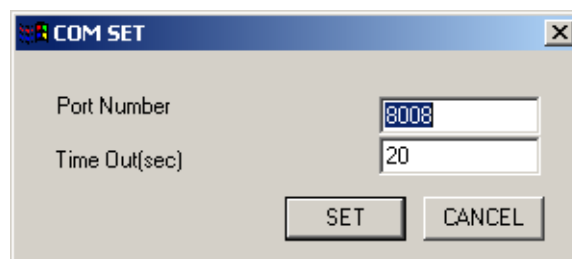 COM SET
Port Number 8008
Time Out(sec) 20
SET CANCEL